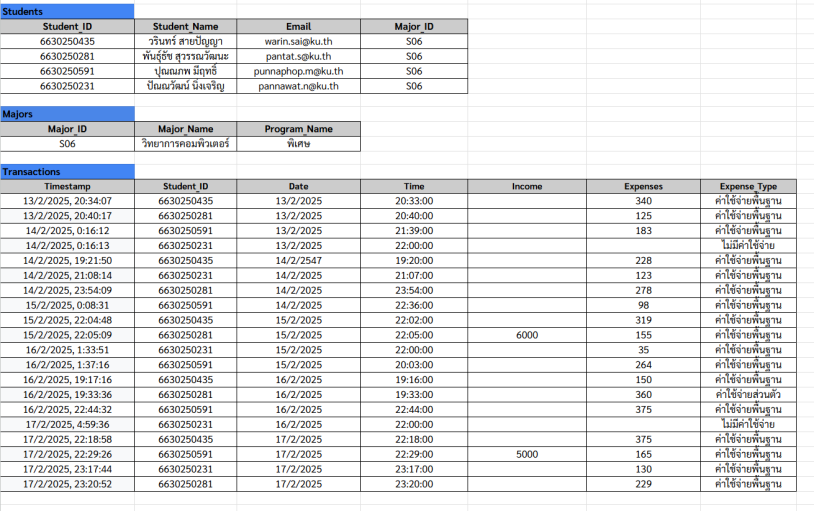 Students
Student_ID Student_Name Email Major_ID
6630250435 วรินทร์ สายปัญญา warin.sai@ku.th S06
6630250281 พันธุ์ธัช สุวรรณวัฒนะ pantat.s@ku.th S06
6630250591 ปุณณภพ มีฤทธิ์ punnaphop.m@ku.th S06
6630250231 ปัณณวัฒน์ นิ่งเจริญ pannawat.n@ku.th S06
Majors
Major_ID Major_Name Program_Name
S06 วิทยาการคอมพิวเตอร์ พิเศษ
Transactions
Timestamp Student_ID Date Time Income Expenses Expense_Type
13/2/2025, 20:34:07 6630250435 13/2/2025 20:33:00 340 ค่าใช้จ่ายพื้นฐาน
13/2/2025, 20:40:17 6630250281 13/2/2025 20:40:00 125 ค่าใช้จ่ายพื้นฐาน
14/2/2025, 0:16:12 6630250591 13/2/2025 21:39:00 183 ค่าใช้จ่ายพื้นฐาน
14/2/2025, 0:16:13 6630250231 13/2/2025 22:00:00 ไม่มีค่าใช้จ่าย
14/2/2025, 19:21:50 6630250435 14/2/2547 19:20:00 228 ค่าใช้จ่ายพื้นฐาน
14/2/2025, 21:08:14 6630250231 14/2/2025 21:07:00 123 ค่าใช้จ่ายพื้นฐาน
14/2/2025, 23:54:09 6630250281 14/2/2025 23:54:00 278 ค่าใช้จ่ายพื้นฐาน
15/2/2025, 0:08:31 6630250591 14/2/2025 22:36:00 98 ค่าใช้จ่ายพื้นฐาน
15/2/2025, 22:04:48 6630250435 15/2/2025 22:02:00 319 ค่าใช้จ่ายพื้นฐาน
15/2/2025, 22:05:09 6630250281 15/2/2025 22:05:00 6000 155 ค่าใช้จ่ายพื้นฐาน
16/2/2025, 1:33:51 6630250231 15/2/2025 22:00:00 35 ค่าใช้จ่ายพื้นฐาน
16/2/2025, 1:37:16 6630250591 15/2/2025 20:03:00 264 ค่าใช้จ่ายพื้นฐาน
16/2/2025, 19:17:16 6630250435 16/2/2025 19:16:00 150 ค่าใช้จ่ายพื้นฐาน
16/2/2025, 19:33:36 6630250281 16/2/2025 19:33:00 360 ค่าใช้จ่ายส่วนตัว
16/2/2025, 22:44:32 6630250591 16/2/2025 22:44:00 375 ค่าใช้จ่ายพื้นฐาน
17/2/2025, 4:59:36 6630250231 16/2/2025 22:00:00 ไม่มีค่าใช้จ่าย
17/2/2025, 22:18:58 6630250435 17/2/2025 22:18:00 375 ค่าใช้จ่ายพื้นฐาน
17/2/2025, 22:29:26 6630250591 17/2/2025 22:29:00 5000 165 ค่าใช้จ่ายพื้นฐาน
17/2/2025, 23:17:44 6630250231 17/2/2025 23:17:00 130 ค่าใช้จ่ายพื้นฐาน
17/2/2025, 23:20:52 6630250281 17/2/2025 23:20:00 229 ค่าใช้จ่ายพื้นฐาน